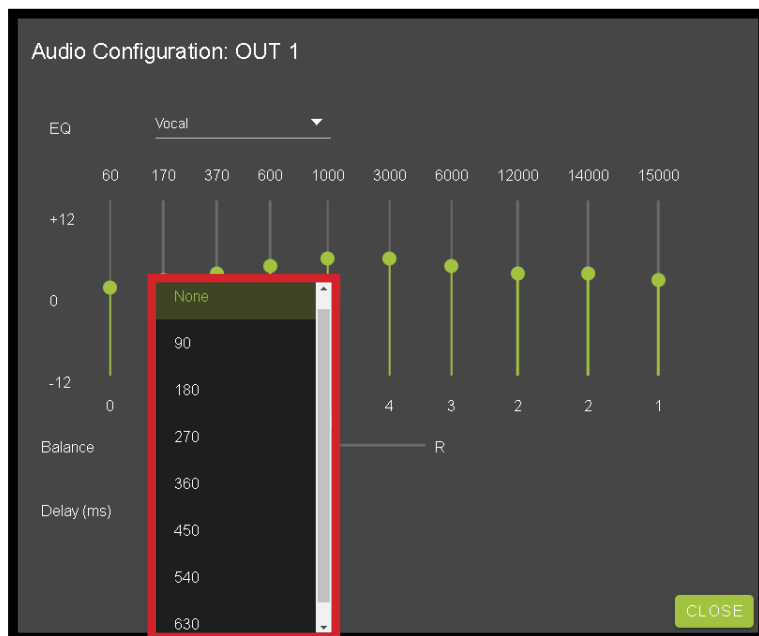 Audio Configuration: OUT 1
EQ
Vocal
60 170 370 600 1000 3000 6000 12000 14000 15000
+12
0
-12
0 4 3 2 2 1
Balance
R
Delay (ms)
None
90
180
270
360
450
540
630
CLOSE